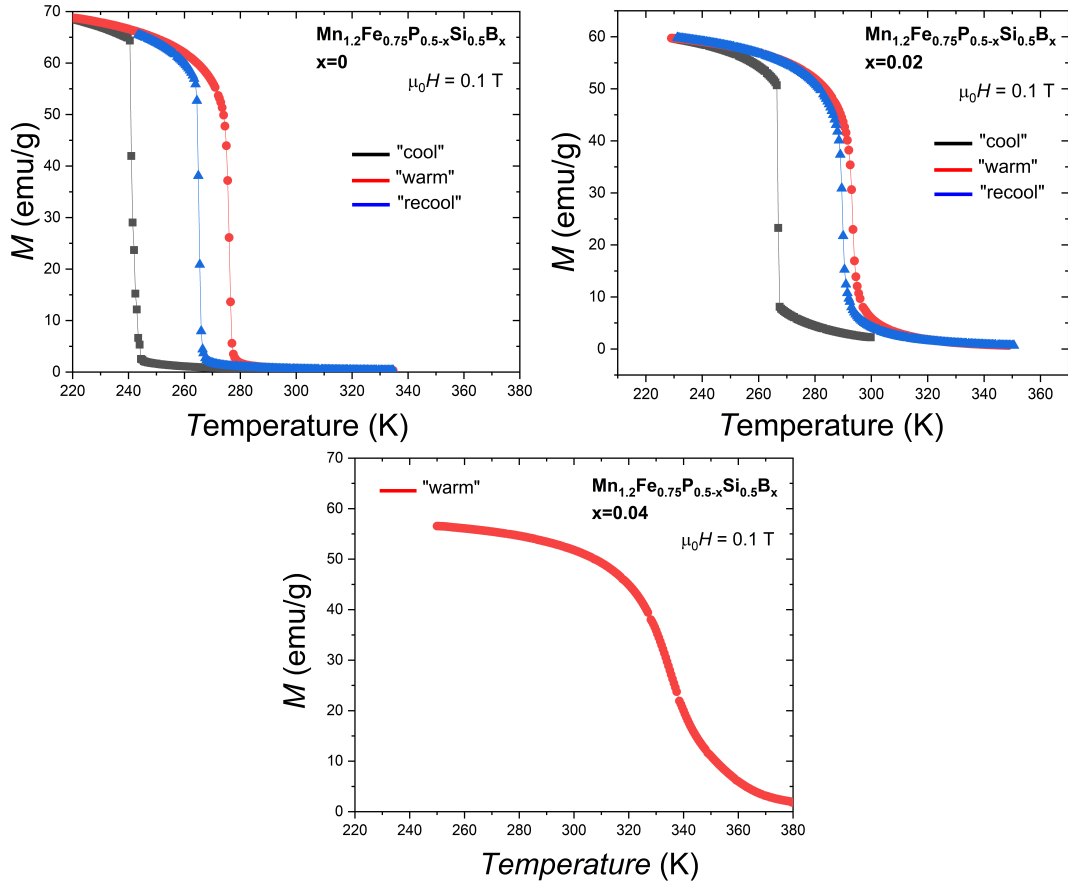 Mn1.2Fe0.75P0.5-xSi0.5Bx
x=0
μ0H = 0.1 T
"cool"
"warm"
"recool"
M (emu/g)
70
60
50
40
30
20
10
0
220 240 260 280 300 320 340 360 380
Temperature (K)
Mn1.2Fe0.75P0.5-xSi0.5Bx
x=0.02
μ0H = 0.1 T
"cool"
"warm"
"recool"
M (emu/g)
60
50
40
30
20
10
0
220 240 260 280 300 320 340 360
Temperature (K)
"warm"
Mn1.2Fe0.75P0.5-xSi0.5Bx
x=0.04
μ0H = 0.1 T
M (emu/g)
70
60
50
40
30
20
10
0
220 240 260 280 300 320 340 360 380
Temperature (K)